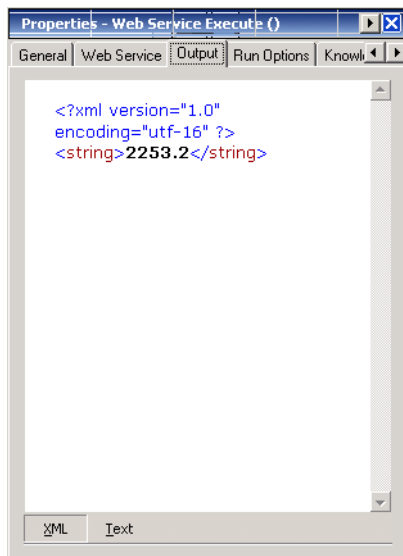 Properties - Web Service Execute ()
General Web Service Output Run Options
<?xml version="1.0"
encoding="utf-16" ?>
<string>2253.2</string>
XML Text